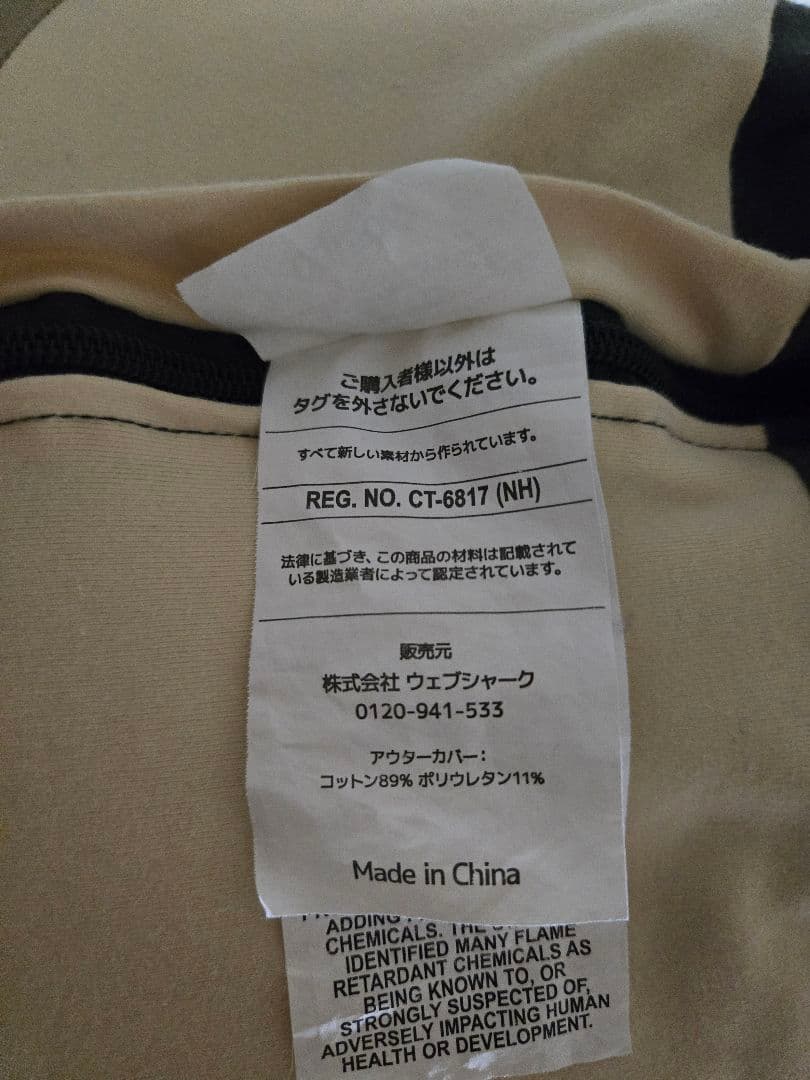 ご購入者様以外は
タグを外さないでください。
すべて新しい素材から作られています。
REG. NO. CT-6817 (NH)
法律に基づき、この商品の材料は記載されて
いる製造業者によって認定されています。
販売元
株式会社 ウェブシャーク
0120-941-533
アウターカバー：
コットン89% ポリウレタン11%
Made in China
ADDING
CHEMICALS. THE
IDENTIFIED MANY FLAME
RETARDANT CHEMICALS AS
BEING KNOWN TO, OR
STRONGLY SUSPECTED OF,
ADVERSELY IMPACTING HUMAN
HEALTH OR DEVELOPMENT.